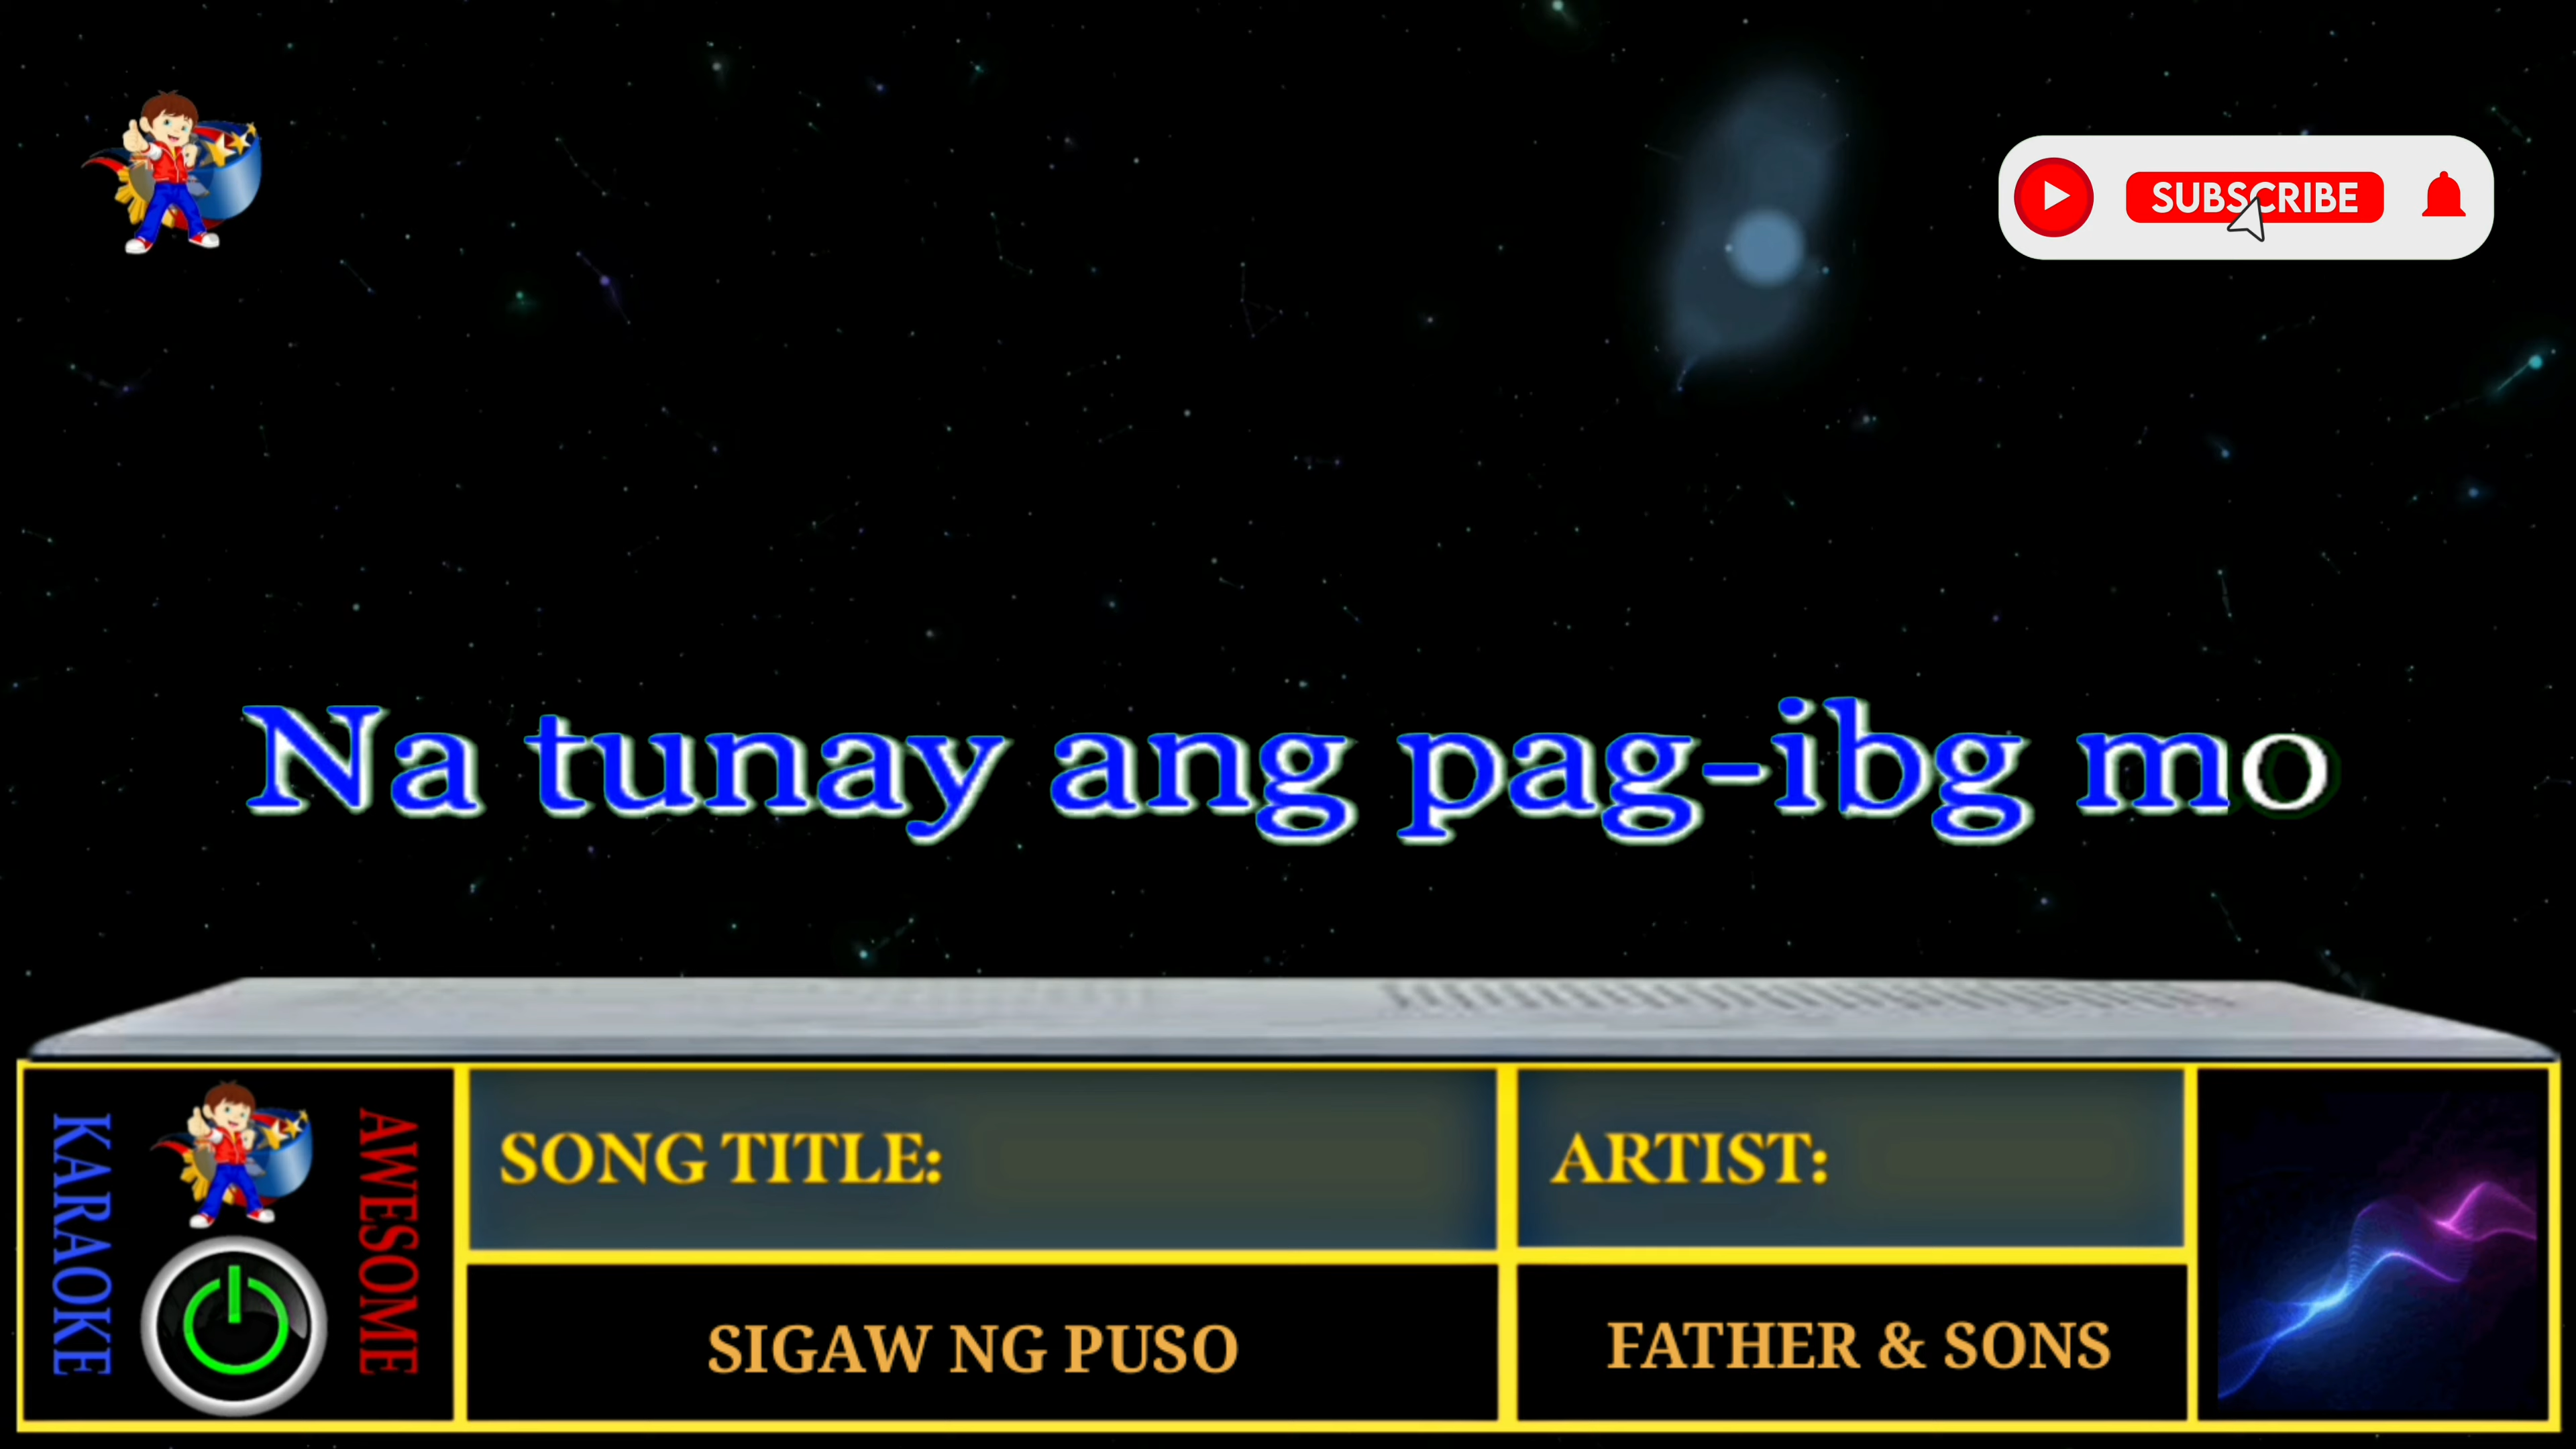 SUBSCRIBE
Na tunay ang pag-ibg mo
KARAOKE
AWESOME
SONG TITLE:
ARTIST:
SIGAW NG PUSO
FATHER & SONS